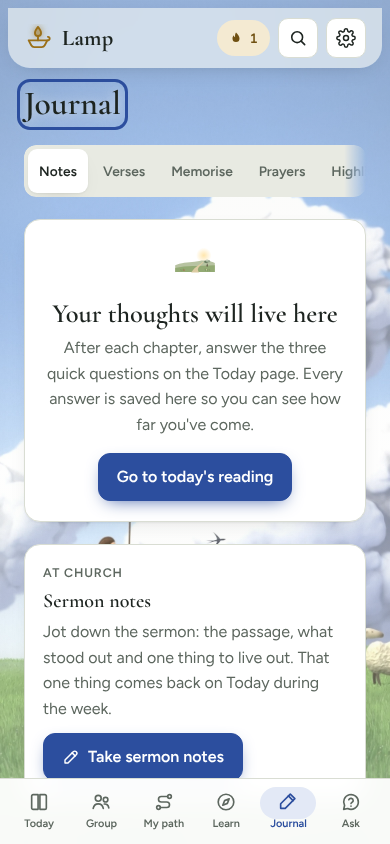 Lamp
1
Journal
Notes
Verses
Memorise
Prayers
Highl
Your thoughts will live here
After each chapter, answer the three
quick questions on the Today page. Every
answer is saved here so you can see how
far you've come.
Go to today's reading
AT CHURCH
Sermon notes
Jot down the sermon: the passage, what
stood out and one thing to live out. That
one thing comes back on Today during
the week.
Take sermon notes
Today
Group
My path
Learn
Journal
Ask